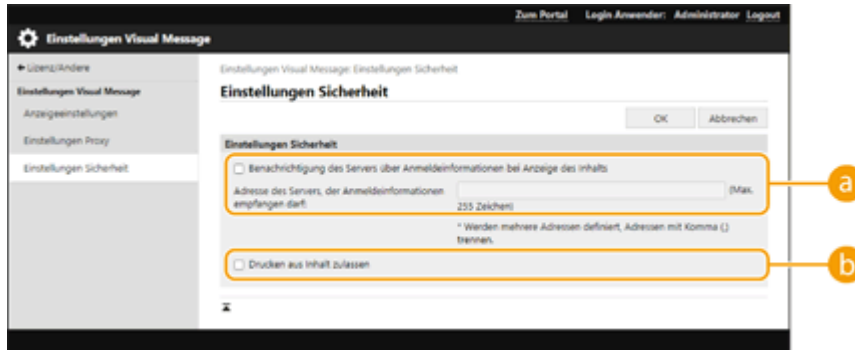 Zum Portal Login Anwender: Administrator Logout
Einstellungen Visual Message
Lizenz/Andere
Einstellungen Visual Message
Anzeigeeinstellungen
Einstellungen Proxy
Einstellungen Sicherheit
Einstellungen Visual Message: Einstellungen Sicherheit
Einstellungen Sicherheit
OK Abbrechen
Einstellungen Sicherheit
Benachrichtigung des Servers über Anmeldeinformationen bei Anzeige des Inhalts
Adresse des Servers, der Anmeldeinformationen (Max.
empfangen darf: 255 Zeichen)
* Werden mehrere Adressen definiert, Adressen mit Komma (,)
trennen.
Drucken aus Inhalt zulassen
a
b